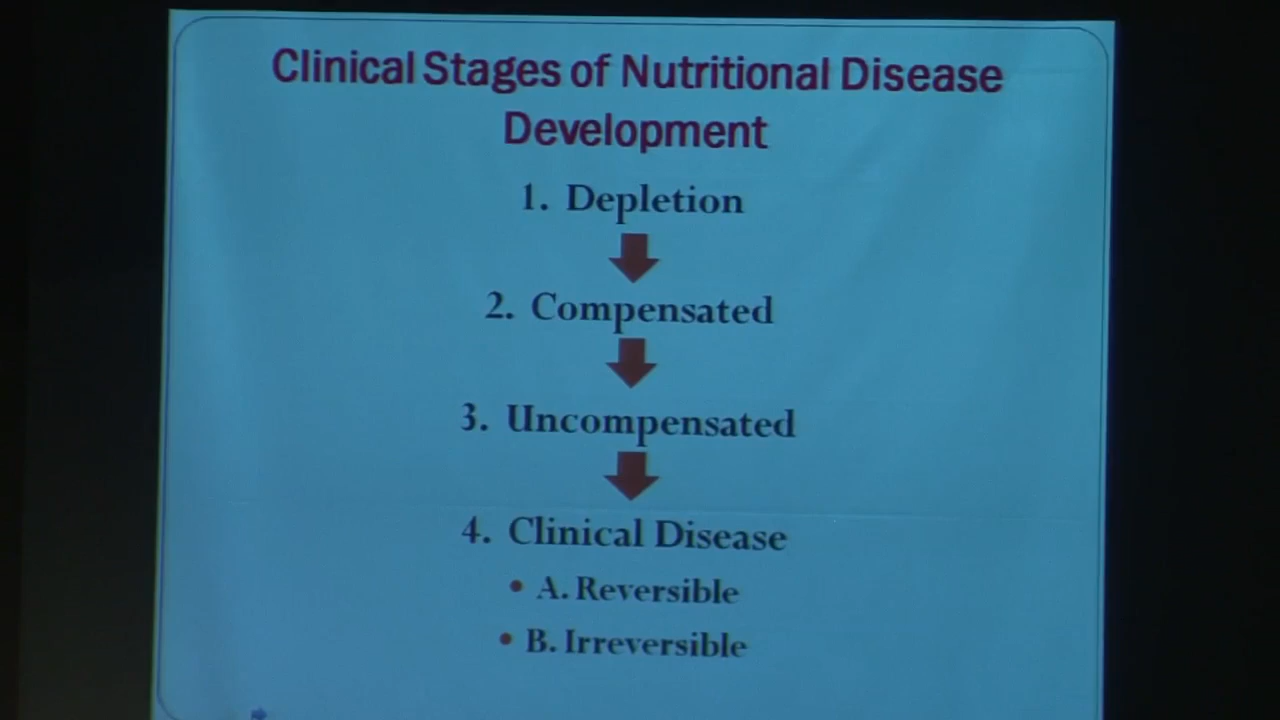 Clinical Stages of Nutritional Disease
Development
1. Depletion
2. Compensated
3. Uncompensated
4. Clinical Disease
• A. Reversible
• B. Irreversible